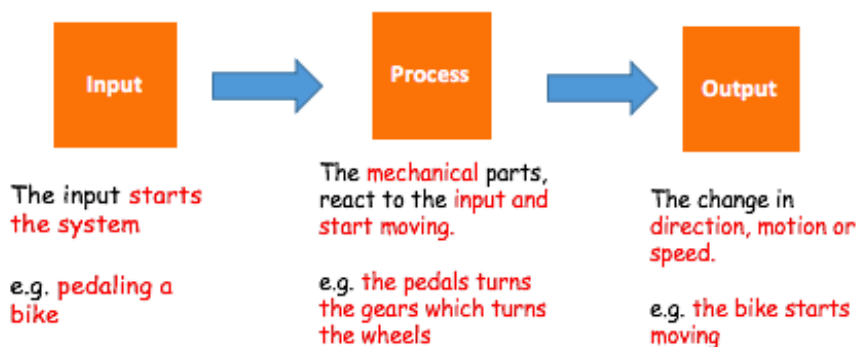 Input
Process
Output
The input starts
the system
e.g. pedaling a
bike
The mechanical parts,
react to the input and
start moving.
e.g. the pedals turns
the gears which turns
the wheels
The change in
direction, motion or
speed.
e.g. the bike starts
moving